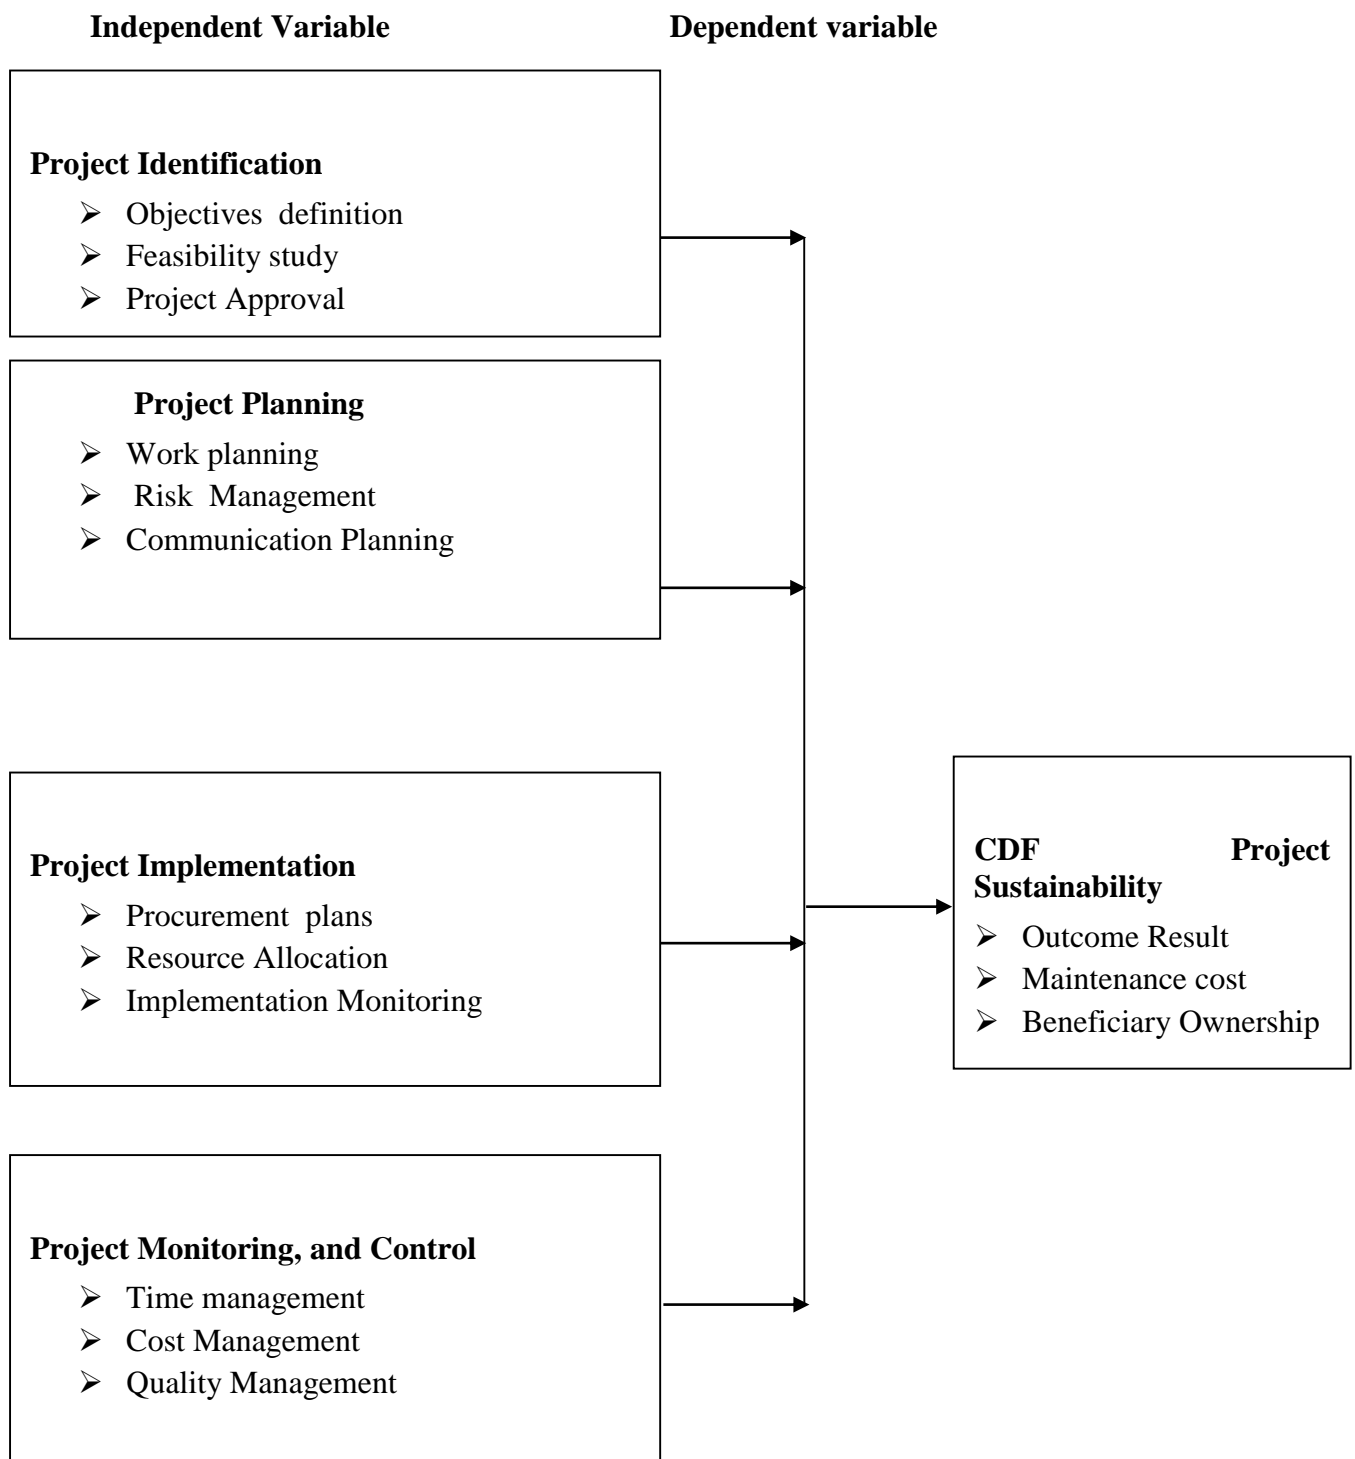 Independent Variable
Dependent variable
Project Identification
➢ Objectives definition
➢ Feasibility study
➢ Project Approval
Project Planning
➢ Work planning
➢ Risk Management
➢ Communication Planning
Project Implementation
➢ Procurement plans
➢ Resource Allocation
➢ Implementation Monitoring
CDF Project
Sustainability
➢ Outcome Result
➢ Maintenance cost
➢ Beneficiary Ownership
Project Monitoring, and Control
➢ Time management
➢ Cost Management
➢ Quality Management